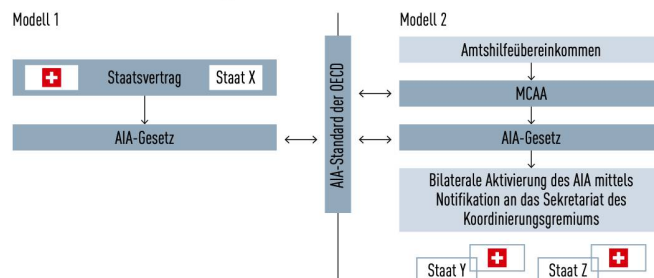 Modell 1
Staatsvertrag
Staat X
AIA-Gesetz
AIA-Standard der OECD
Modell 2
Amtshilfeübereinkommen
MCAA
AIA-Gesetz
Bilaterale Aktivierung des AIA mittels
Notifikation an das Sekretariat des
Koordinierungsgremiums
Staat Y
Staat Z